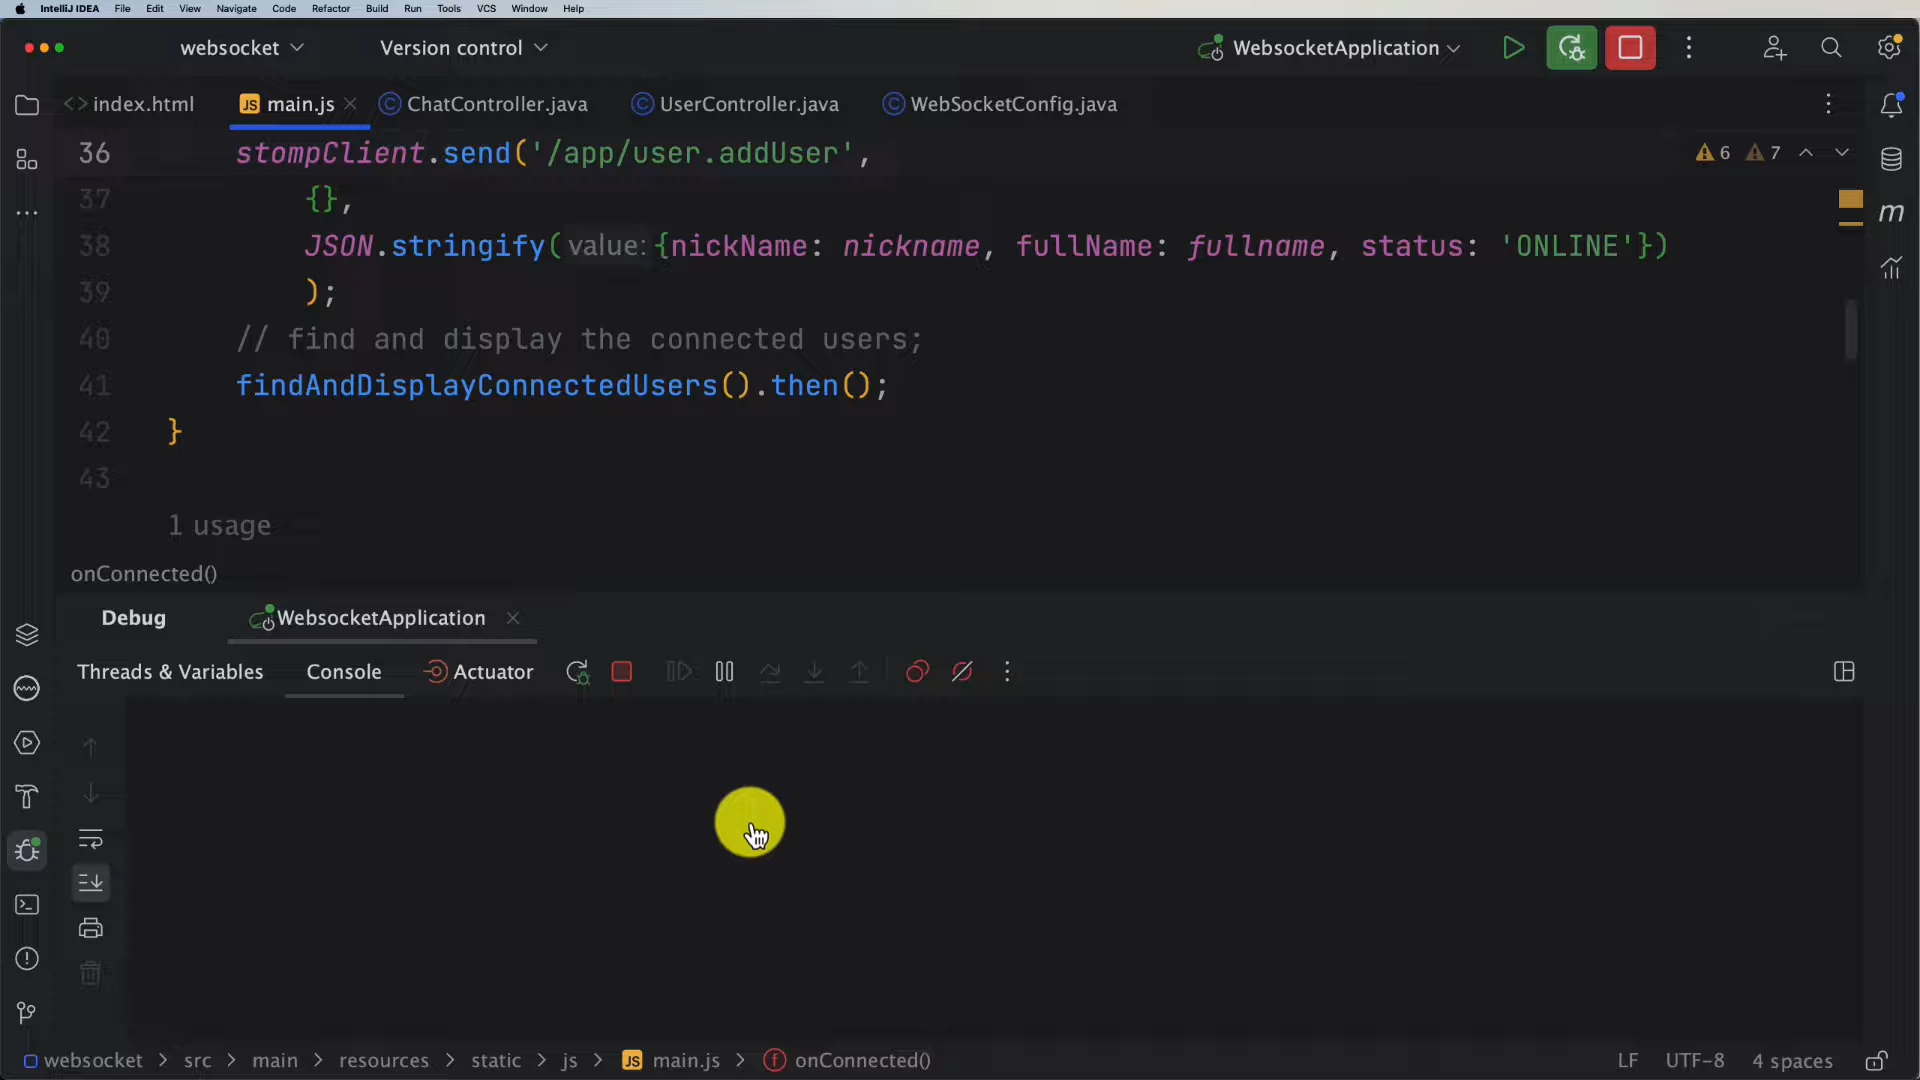 IntelliJ IDEA File Edit View Navigate Code Refactor Build Run Tools VCS Window Help
websocket Version control WebsocketApplication
index.html JS main.js ChatController.java UserController.java WebSocketConfig.java
36 stompClient.send('/app/user.addUser', 6 7
37 {},
38 JSON.stringify( value: {nickName: nickname, fullName: fullname, status: 'ONLINE'})
39 );
40 // find and display the connected users;
41 findAndDisplayConnectedUsers().then();
42 }
43
1 usage
onConnected()
Debug WebsocketApplication
Threads & Variables Console Actuator
websocket > src > main > resources > static > js > JS main.js > f onConnected() LF UTF-8 4 spaces